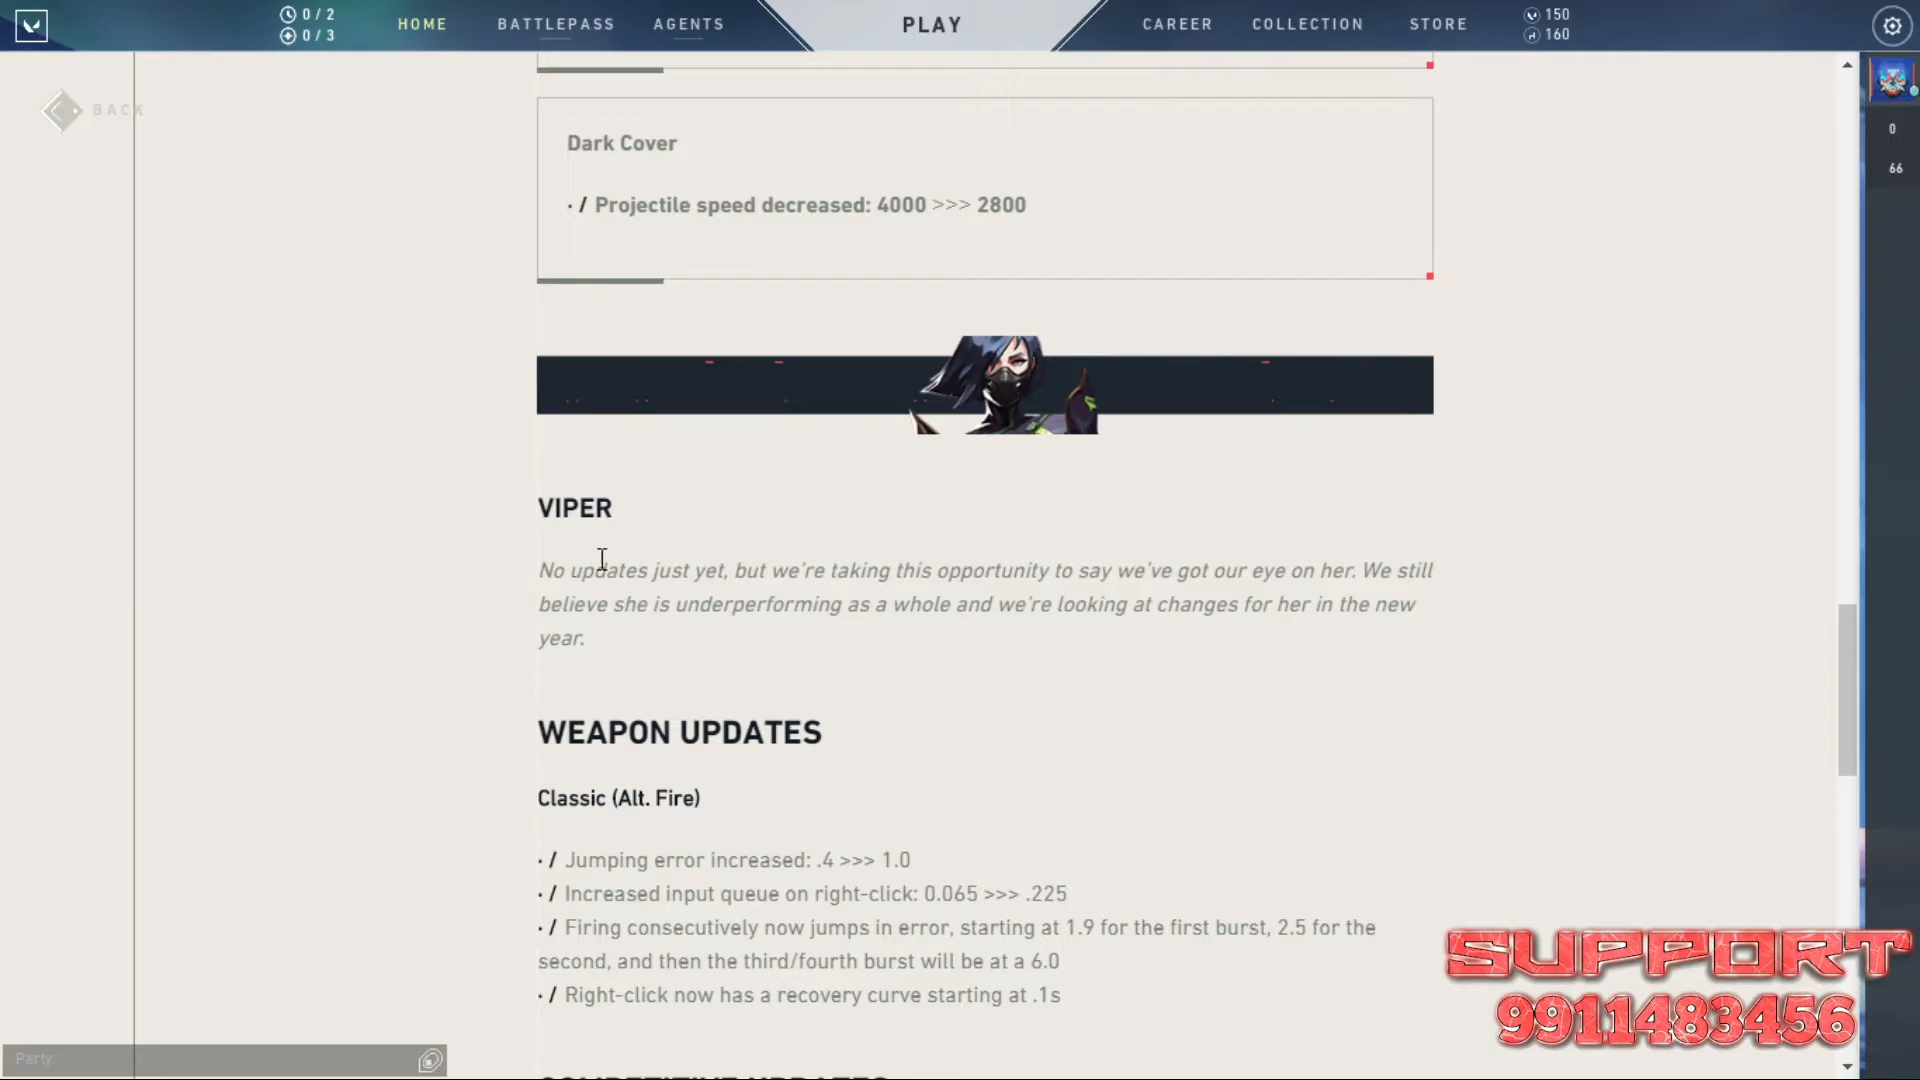 0 / 2
0 / 3
HOME
BATTLEPASS
AGENTS
PLAY
CAREER
COLLECTION
STORE
150
160
BACK
0
66
Dark Cover
· / Projectile speed decreased: 4000 >>> 2800
VIPER
No updates just yet, but we're taking this opportunity to say we've got our eye on her. We still
believe she is underperforming as a whole and we're looking at changes for her in the new
year.
WEAPON UPDATES
Classic (Alt. Fire)
· / Jumping error increased: .4 >>> 1.0
· / Increased input queue on right-click: 0.065 >>> .225
· / Firing consecutively now jumps in error, starting at 1.9 for the first burst, 2.5 for the
second, and then the third/fourth burst will be at a 6.0
· / Right-click now has a recovery curve starting at .1s
SUPPORT
9911483456
Party:
COMPETITIVE UPDATES